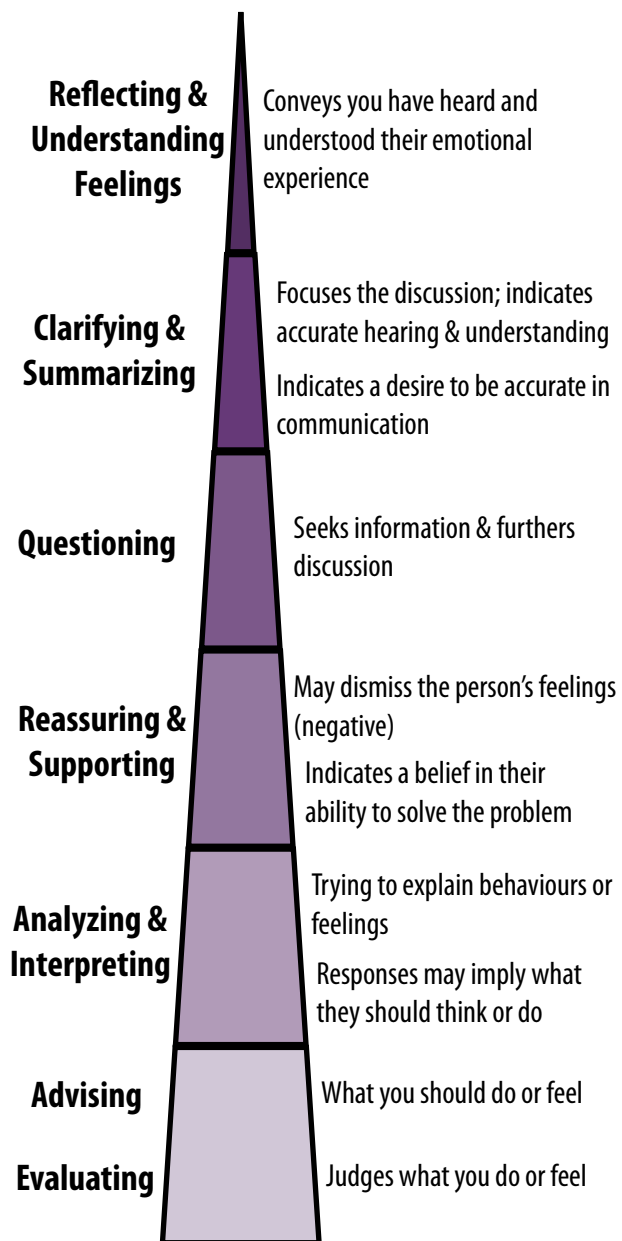 Reflecting &
Understanding
Feelings
Conveys you have heard and
understood their emotional
experience
Clarifying &
Summarizing
Focuses the discussion; indicates
accurate hearing & understanding
Indicates a desire to be accurate in
communication
Questioning
Seeks information & furthers
discussion
Reassuring &
Supporting
May dismiss the person’s feelings
(negative)
Indicates a belief in their
ability to solve the problem
Analyzing &
Interpreting
Trying to explain behaviours or
feelings
Responses may imply what
they should think or do
Advising
What you should do or feel
Evaluating
Judges what you do or feel